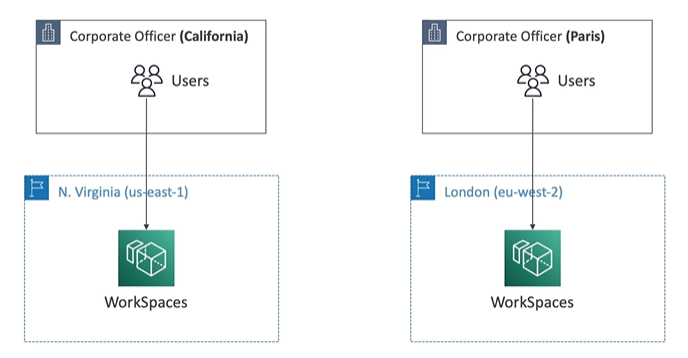 Corporate Officer (California)
Users
N. Virginia (us-east-1)
WorkSpaces
Corporate Officer (Paris)
Users
London (eu-west-2)
WorkSpaces